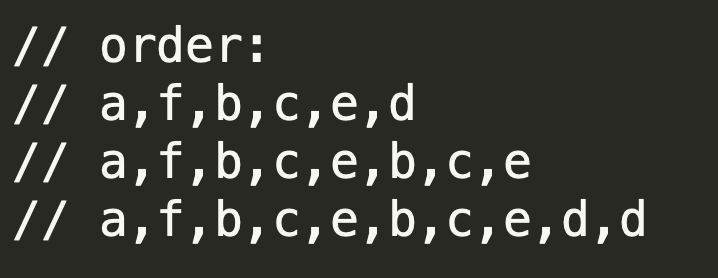 // order:
// a,f,b,c,e,d
// a,f,b,c,e,b,c,e
// a,f,b,c,e,b,c,e,d,d